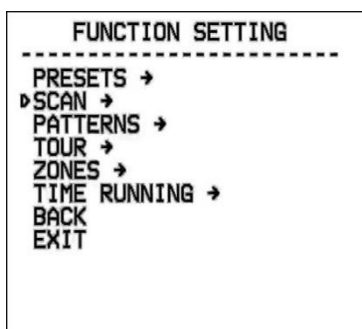 FUNCTION SETTING
PRESETS →
SCAN →
PATTERNS →
TOUR →
ZONES →
TIME RUNNING →
BACK
EXIT